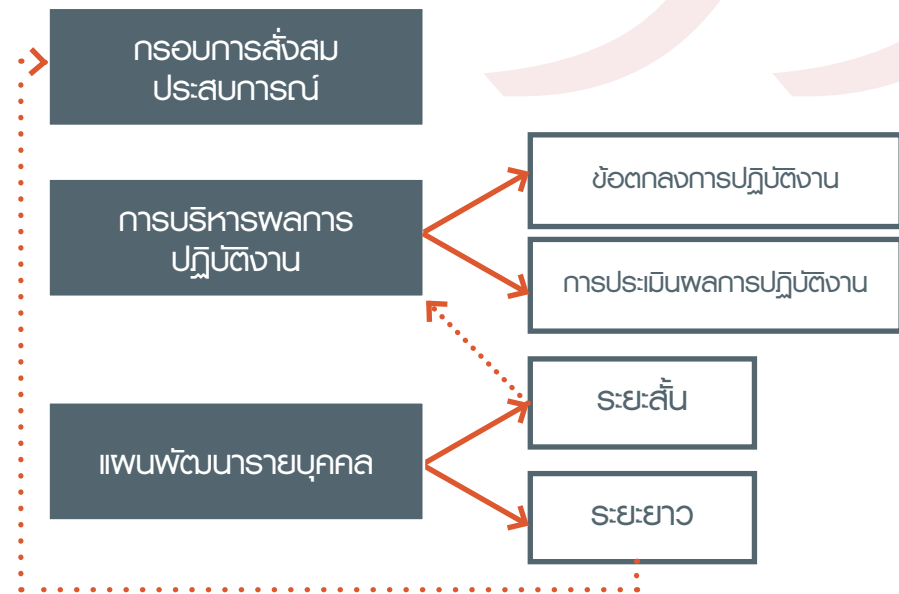 กรอบการสั่งสม
ประสบการณ์
การบริหารผลการ
ปฏิบัติงาน
ข้อตกลงการปฏิบัติงาน
การประเมินผลการปฏิบัติงาน
แผนพัฒนารายบุคคล
ระยะสั้น
ระยะยาว